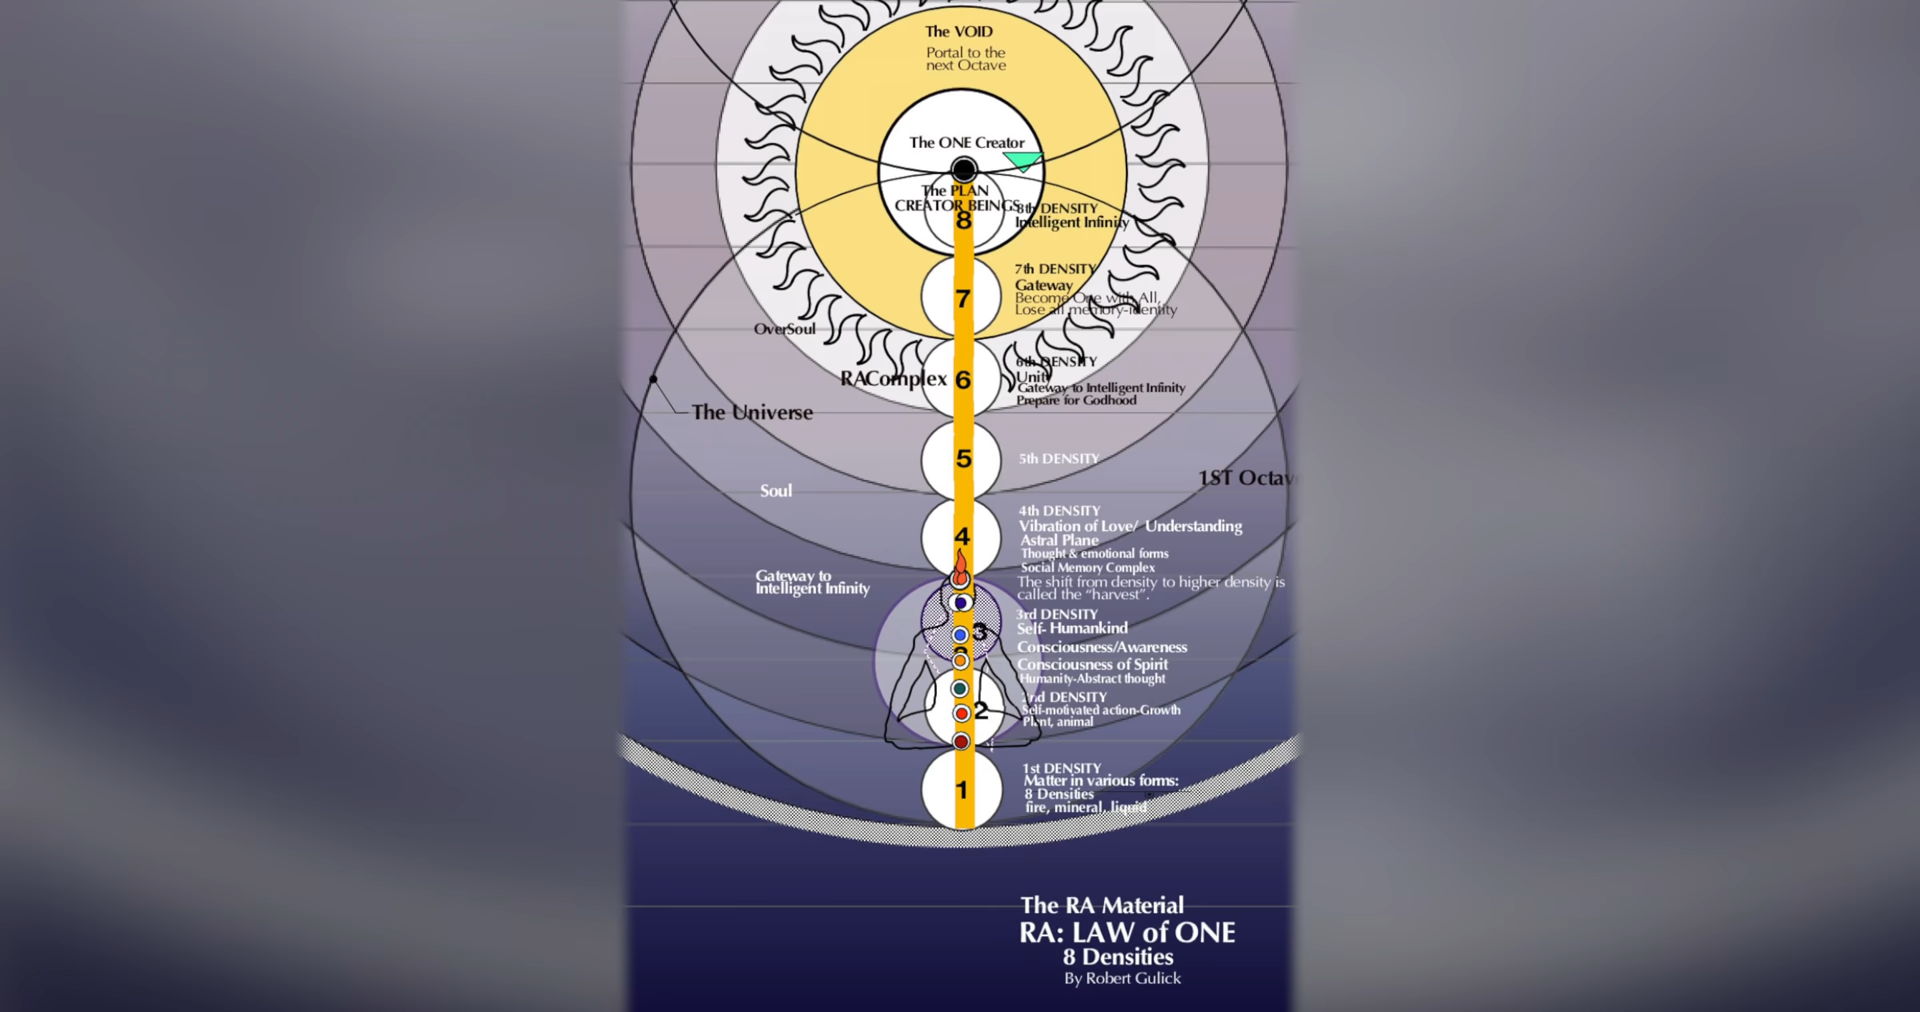 The VOID
Portal to the
next Octave
The ONE Creator
The PLAN
CREATOR BEINGS
8
8th DENSITY
Intelligent Infinity
7
7th DENSITY
Gateway
Become One with All,
Lose all memory-identity
OverSoul
RAComplex
6
6th DENSITY
Unity
Gateway to Intelligent Infinity
Prepare for Godhood
The Universe
5
5th DENSITY
1ST Octav
Soul
4
4th DENSITY
Vibration of Love/ Understanding
Astral Plane
Thought & emotional forms
Social Memory Complex
The shift from density to higher density is
called the "harvest".
Gateway to
Intelligent Infinity
3
3rd DENSITY
Self- Humankind
Consciousness/Awareness
Consciousness of Spirit
Humanity-Abstract thought
2
2nd DENSITY
Self-motivated action-Growth
Plant, animal
1
1st DENSITY
Matter in various forms:
8 Densities
fire, mineral, liquid
The RA Material
RA: LAW of ONE
8 Densities
By Robert Gulick